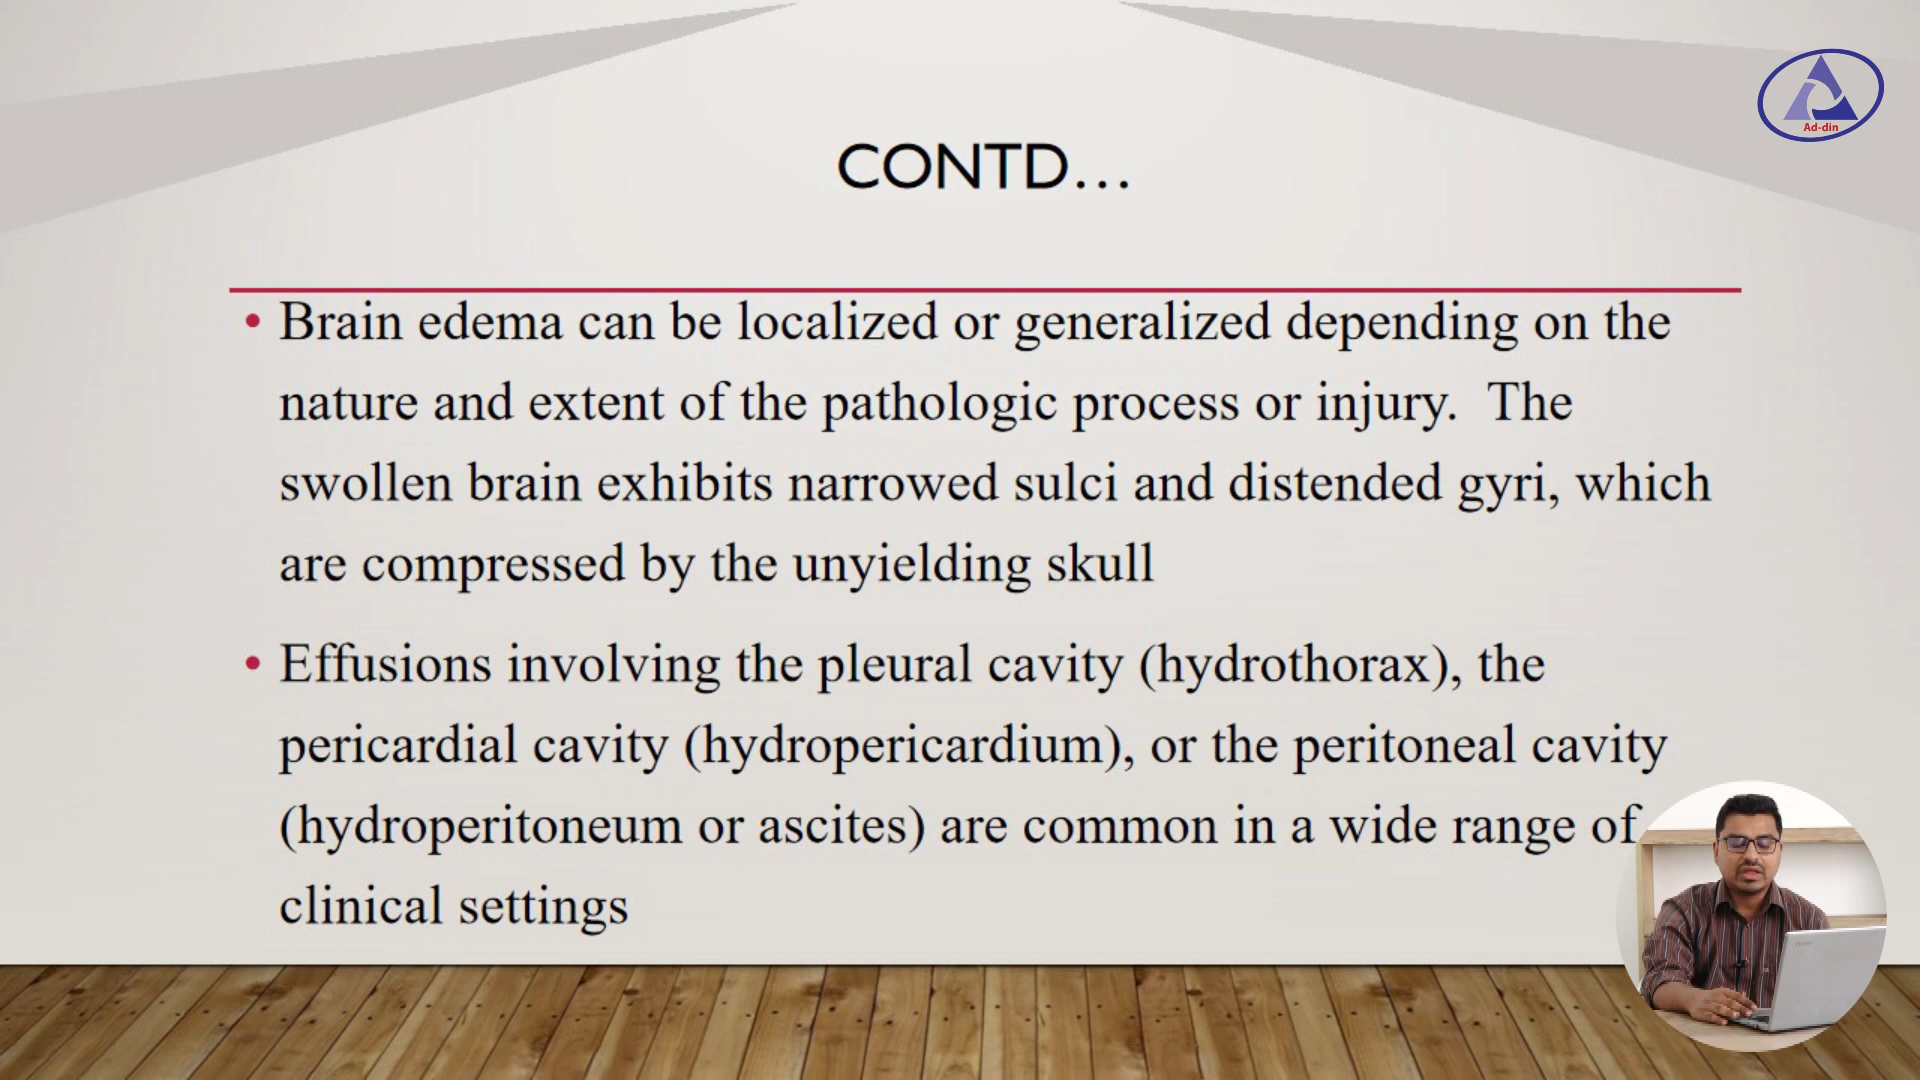 Ad-din
CONTD...
• Brain edema can be localized or generalized depending on the
nature and extent of the pathologic process or injury.  The
swollen brain exhibits narrowed sulci and distended gyri, which
are compressed by the unyielding skull
• Effusions involving the pleural cavity (hydrothorax), the
pericardial cavity (hydropericardium), or the peritoneal cavity
(hydroperitoneum or ascites) are common in a wide range of
clinical settings